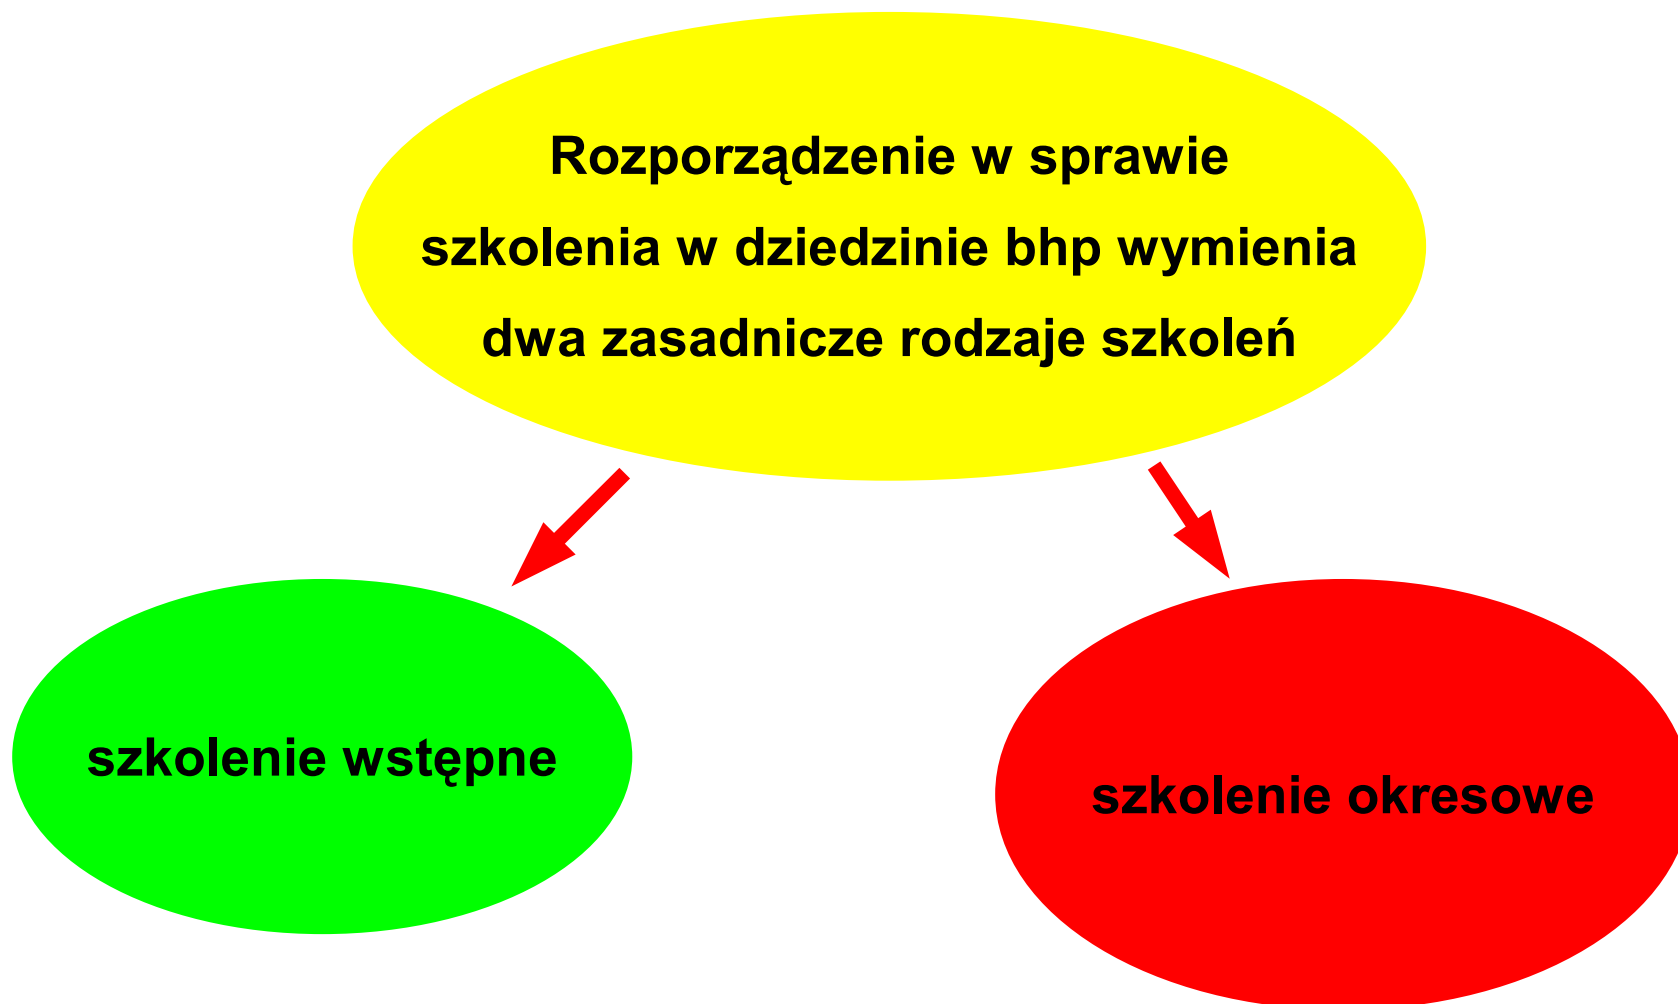 Rozporządzenie w sprawie
szkolenia w dziedzinie bhp wymienia
dwa zasadnicze rodzaje szkoleń
szkolenie wstępne
szkolenie okresowe